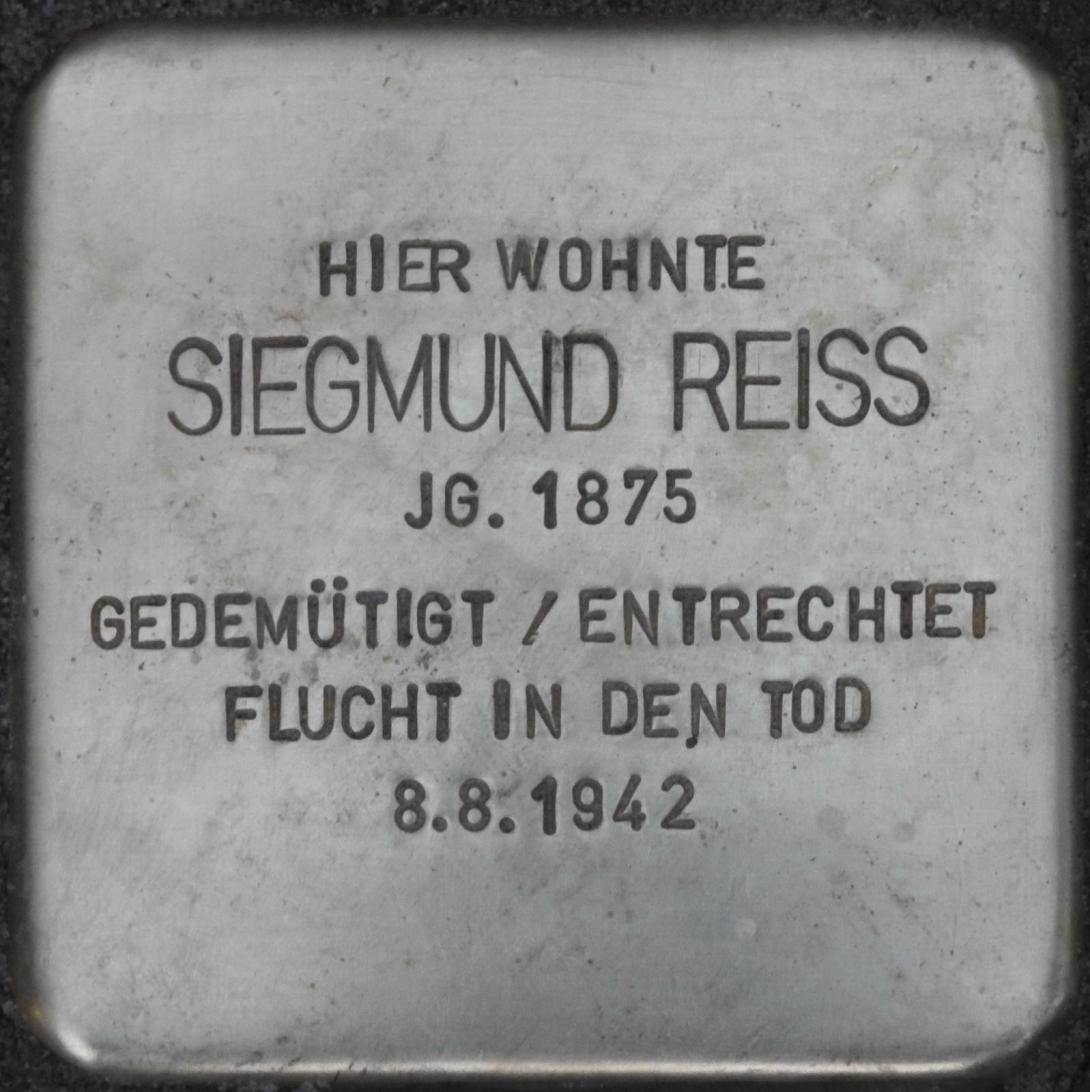 HIER WOHNTE
SIEGMUND REISS
JG. 1875
GEDEMÜTIGT / ENTRECHTET
FLUCHT IN DEN TOD
8.8.1942